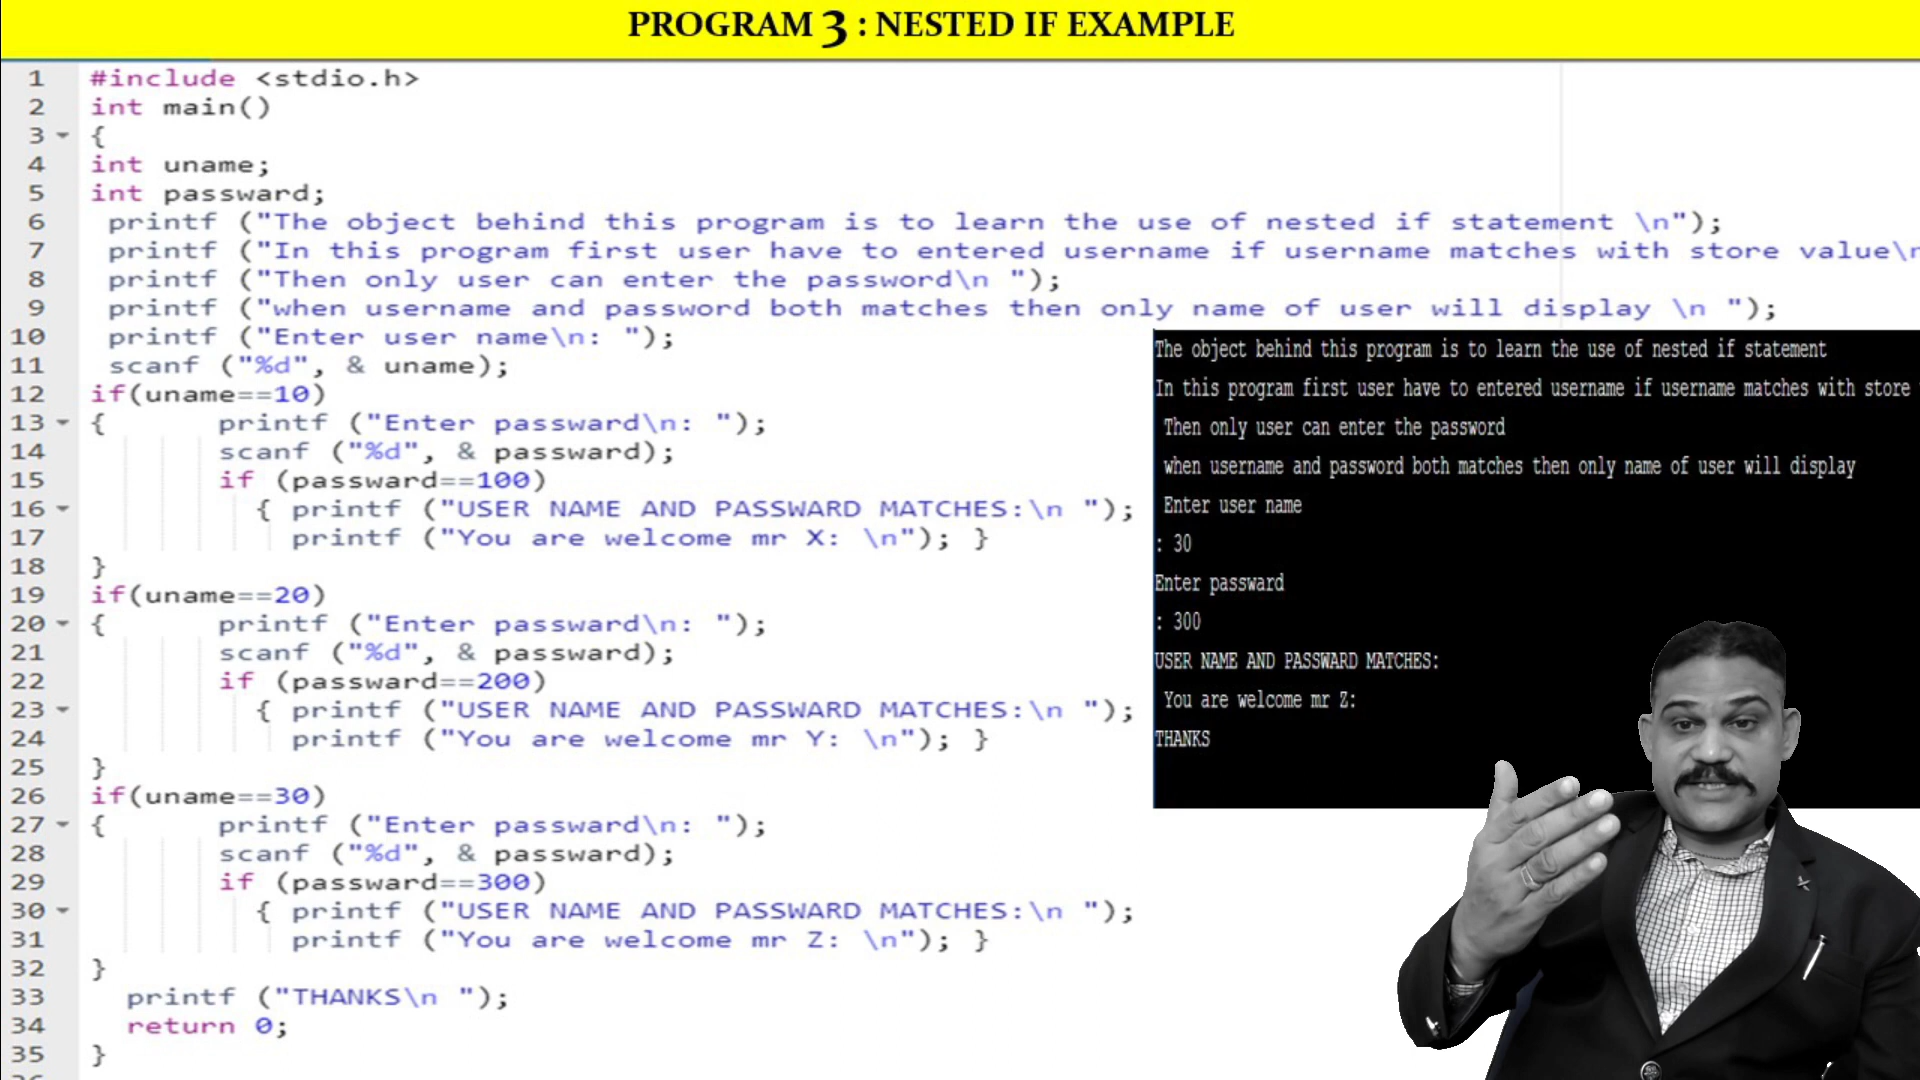 PROGRAM 3 : NESTED IF EXAMPLE
1 #include <stdio.h>
2 int main()
3 {
4 int uname;
5 int passward;
6 printf ("The object behind this program is to learn the use of nested if statement \n");
7 printf ("In this program first user have to entered username if username matches with store value\n
8 printf ("Then only user can enter the password\n ");
9 printf ("when username and password both matches then only name of user will display \n ");
10 printf ("Enter user name\n: ");
11 scanf ("%d", & uname);
12 if(uname==10)
13 { printf ("Enter passward\n: ");
14 scanf ("%d", & passward);
15 if (passward==100)
16 { printf ("USER NAME AND PASSWARD MATCHES:\n ");
17 printf ("You are welcome mr X: \n"); }
18 }
19 if(uname==20)
20 { printf ("Enter passward\n: ");
21 scanf ("%d", & passward);
22 if (passward==200)
23 { printf ("USER NAME AND PASSWARD MATCHES:\n ");
24 printf ("You are welcome mr Y: \n"); }
25 }
26 if(uname==30)
27 { printf ("Enter passward\n: ");
28 scanf ("%d", & passward);
29 if (passward==300)
30 { printf ("USER NAME AND PASSWARD MATCHES:\n ");
31 printf ("You are welcome mr Z: \n"); }
32 }
33 printf ("THANKS\n ");
34 return 0;
35 }
The object behind this program is to learn the use of nested if statement
In this program first user have to entered username if username matches with store
Then only user can enter the password
when username and password both matches then only name of user will display
Enter user name
: 30
Enter passward
: 300
USER NAME AND PASSWARD MATCHES:
You are welcome mr Z:
THANKS